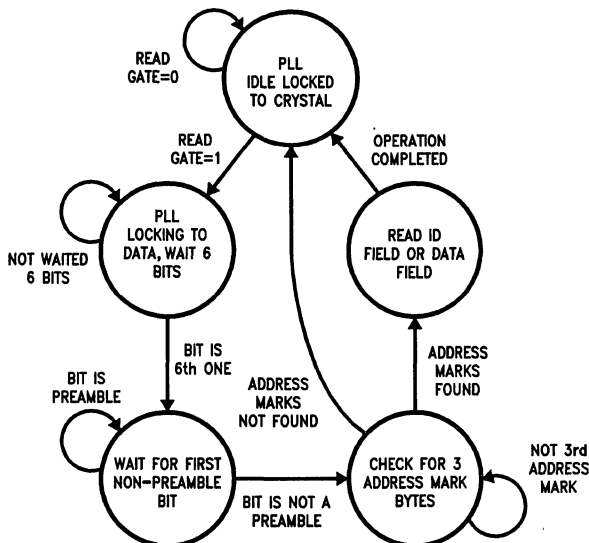 READ
GATE=0
PLL
IDLE LOCKED
TO CRYSTAL
READ
GATE=1
OPERATION
COMPLETED
PLL
LOCKING TO
DATA, WAIT 6
BITS
NOT WAITED
6 BITS
READ ID
FIELD OR DATA
FIELD
BIT IS
6th ONE
BIT IS
PREAMBLE
ADDRESS
MARKS
NOT FOUND
ADDRESS
MARKS
FOUND
WAIT FOR FIRST
NON-PREAMBLE
BIT
BIT IS NOT A
PREAMBLE
CHECK FOR 3
ADDRESS MARK
BYTES
NOT 3rd
ADDRESS
MARK